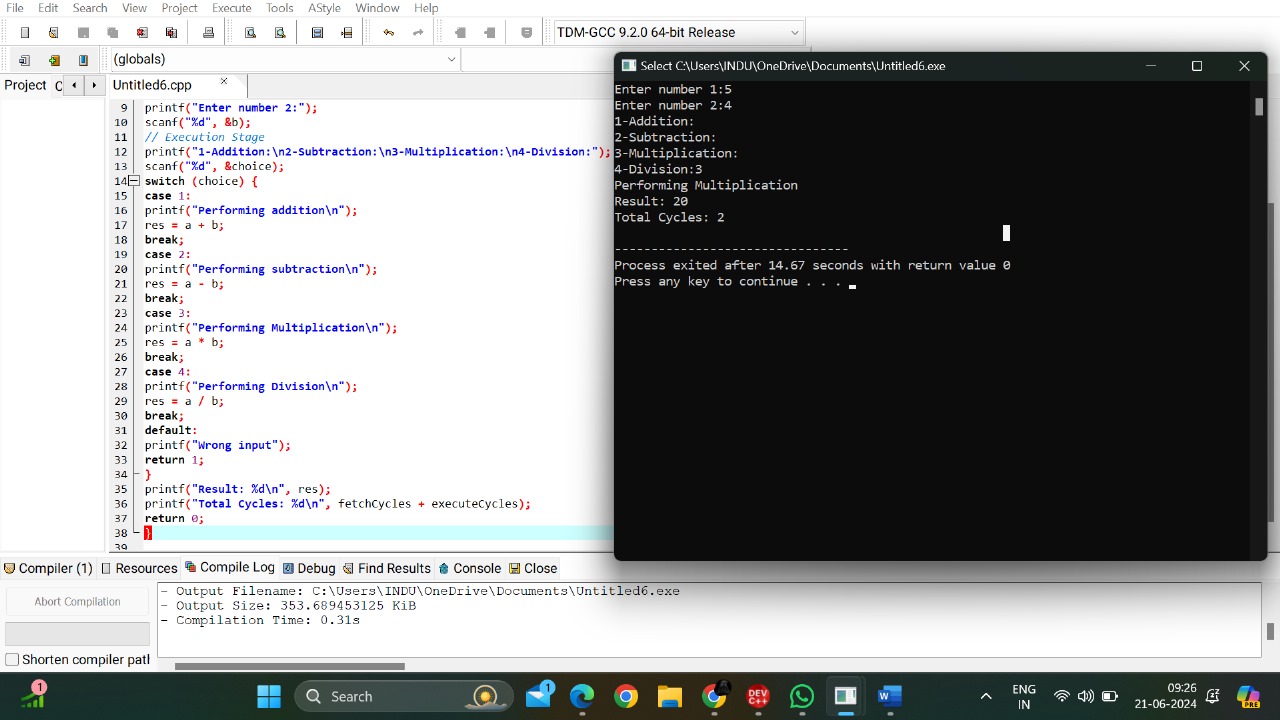 File Edit Search View Project Execute Tools AStyle Window Help
TDM-GCC 9.2.0 64-bit Release
(globals)
Project C
Untitled6.cpp
9 printf("Enter number 2:");
10 scanf("%d", &b);
11 // Execution Stage
12 printf("1-Addition:\n2-Subtraction:\n3-Multiplication:\n4-Division:");
13 scanf("%d", &choice);
14 switch (choice) {
15 case 1:
16 printf("Performing addition\n");
17 res = a + b;
18 break;
19 case 2:
20 printf("Performing subtraction\n");
21 res = a - b;
22 break;
23 case 3:
24 printf("Performing Multiplication\n");
25 res = a * b;
26 break;
27 case 4:
28 printf("Performing Division\n");
29 res = a / b;
30 break;
31 default:
32 printf("Wrong input");
33 return 1;
34 }
35 printf("Result: %d\n", res);
36 printf("Total Cycles: %d\n", fetchCycles + executeCycles);
37 return 0;
38 }
39
Select C:\Users\INDU\OneDrive\Documents\Untitled6.exe
Enter number 1:5
Enter number 2:4
1-Addition:
2-Subtraction:
3-Multiplication:
4-Division:3
Performing Multiplication
Result: 20
Total Cycles: 2
--------------------------------
Process exited after 14.67 seconds with return value 0
Press any key to continue . . .
Compiler (1) Resources Compile Log Debug Find Results Console Close
Abort Compilation
Shorten compiler patl
- Output Filename: C:\Users\INDU\OneDrive\Documents\Untitled6.exe
- Output Size: 353.689453125 KiB
- Compilation Time: 0.31s
1
Search
1
DEV C++
W
ENG
IN
09:26
21-06-2024
PRE